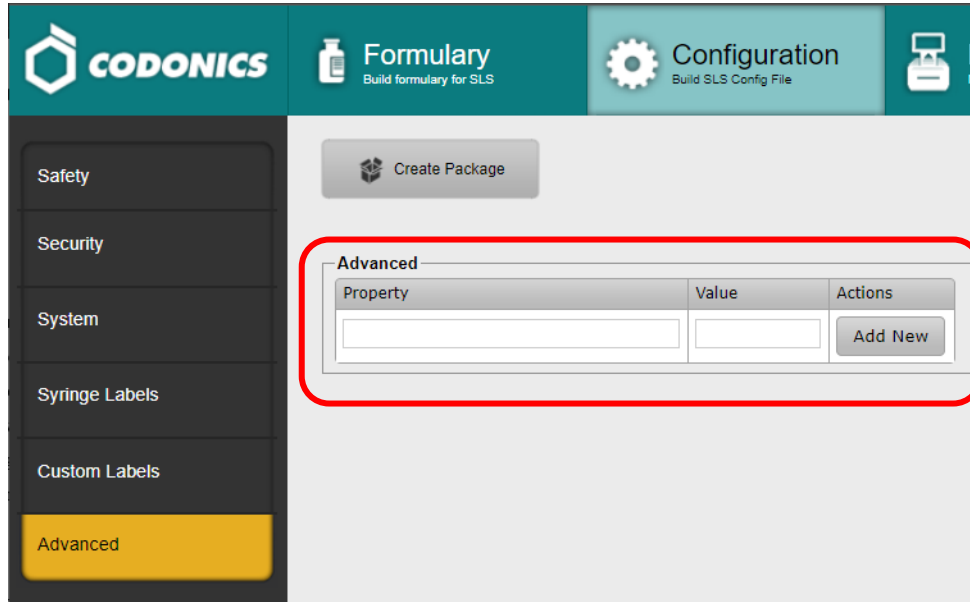 CODONICS
Formulary
Build formulary for SLS
Configuration
Build SLS Config File
Safety
Security
System
Syringe Labels
Custom Labels
Advanced
Create Package
Advanced
Property Value Actions
Add New